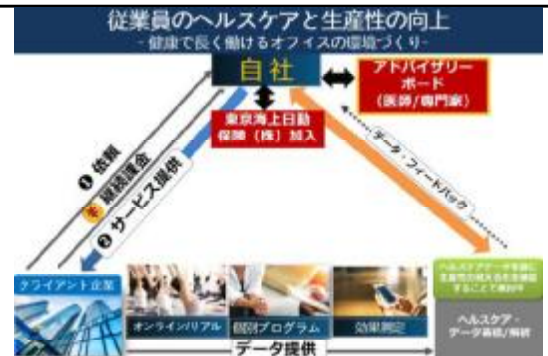 従業員のヘルスケアと生産性の向上
- 健康で長く働けるオフィスの環境づくり-
自社
アドバイザリー
ボード
(医師/専門家)
東京海上日動
保険（株）加入
❶ 依頼
継続課金
❷ サービス提供
データ・フィードバック
クライアント企業
オンライン/リアル
個別プログラム
効果測定
データ提供
ヘルスケア・
データ蓄積/解析